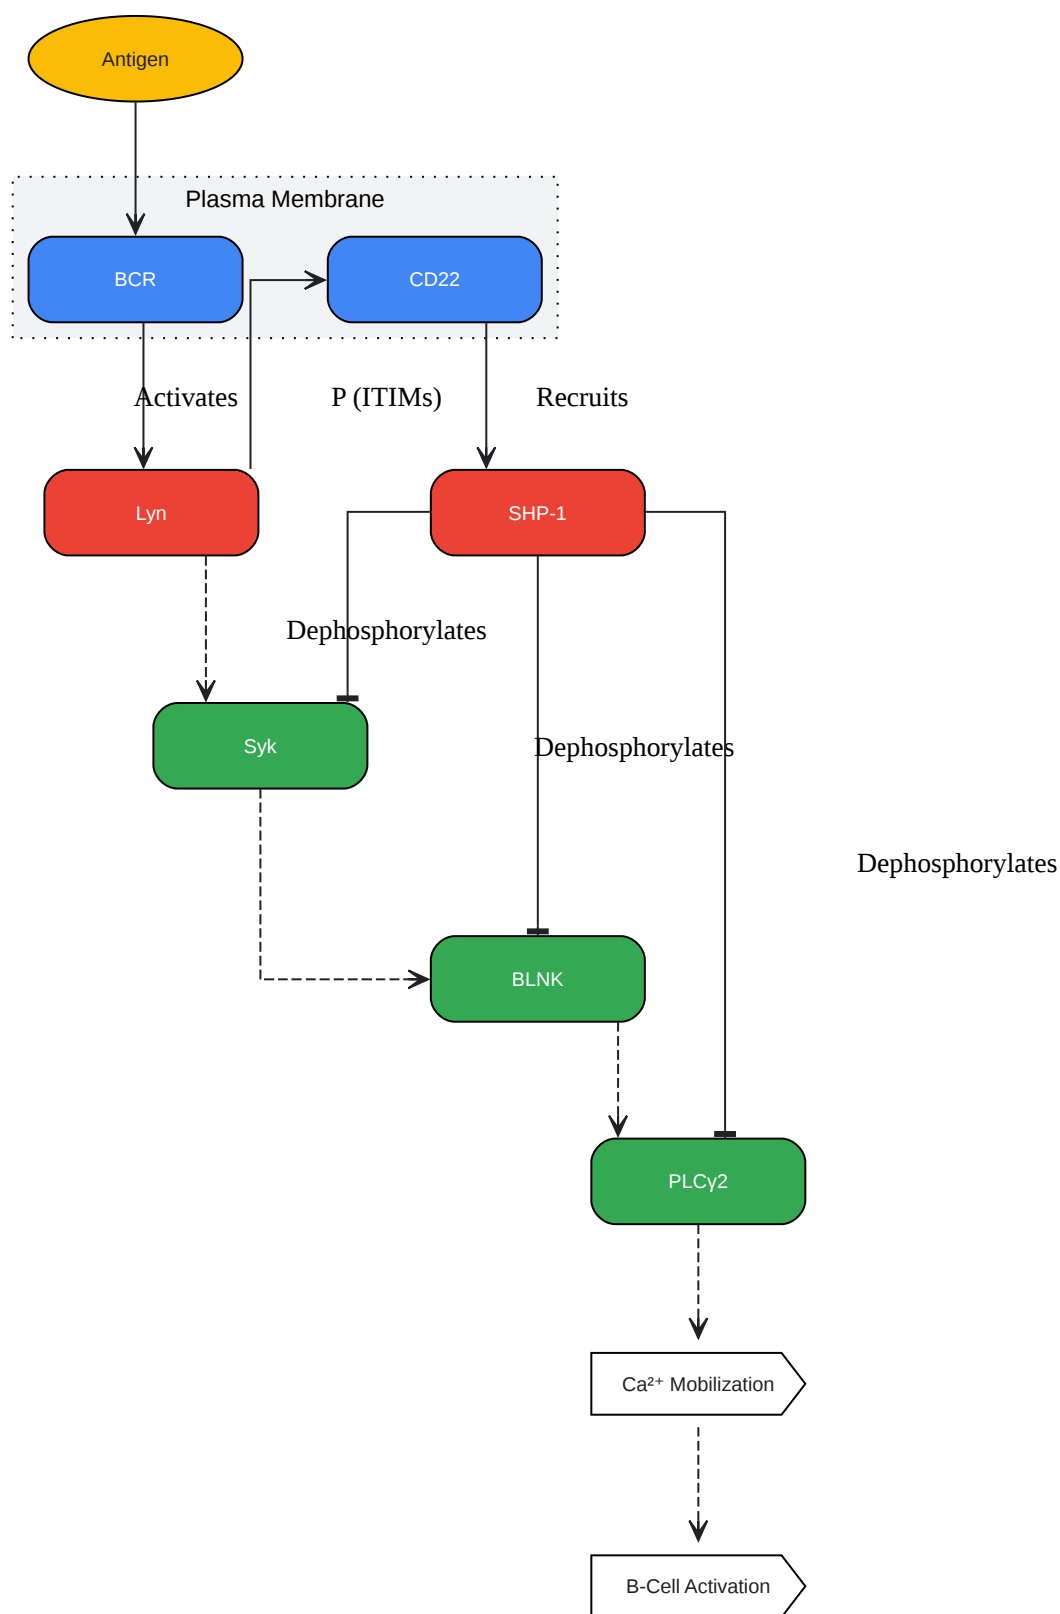 Antigen
Plasma Membrane
BCR
CD22
Activates
P (ITIMs)
Recruits
Lyn
SHP-1
Dephosphorylates
Syk
Dephosphorylates
Dephosphorylates
BLNK
PLCγ2
Ca²⁺ Mobilization
B-Cell Activation